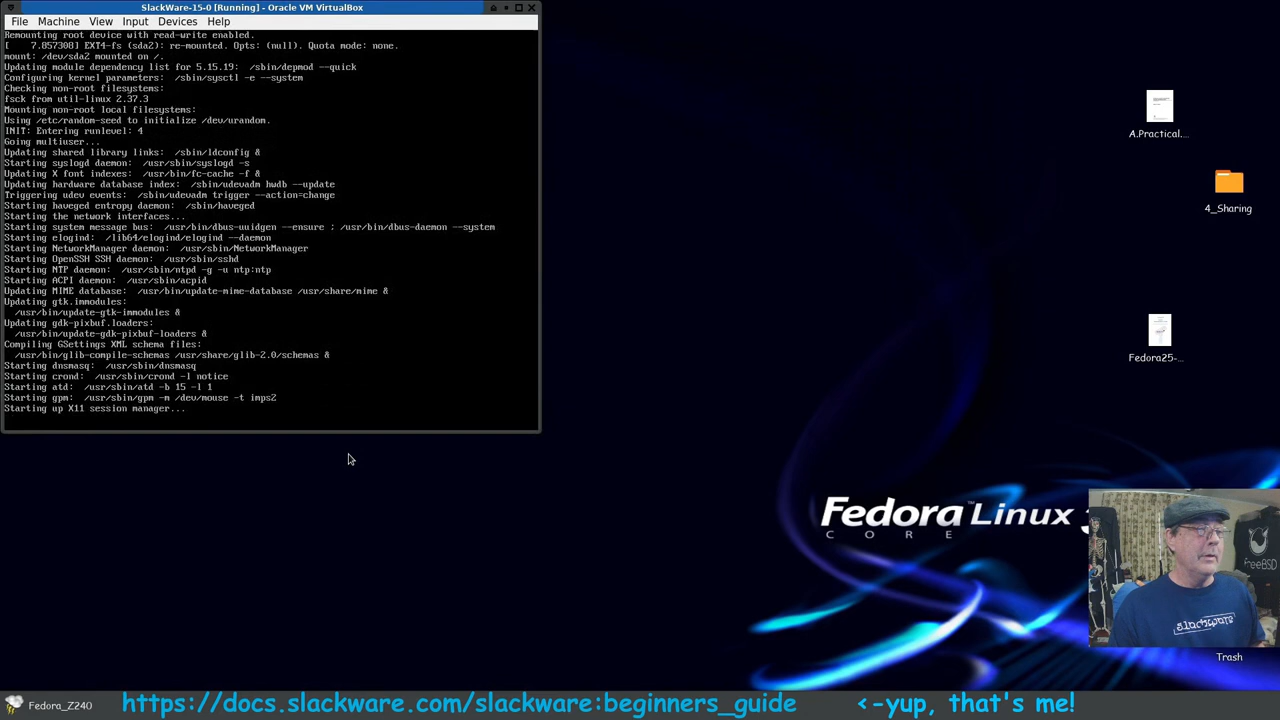 SlackWare-15-0 [Running] - Oracle VM VirtualBox
File Machine View Input Devices Help
Remounting root device with read-write enabled.
[    7.857308] EXT4-fs (sda2): re-mounted. Opts: (null). Quota mode: none.
mount: /dev/sda2 mounted on /.
Updating module dependency list for 5.15.19:  /sbin/depmod --quick
Configuring kernel parameters:  /sbin/sysctl -e --system
Checking non-root filesystems:
fsck from util-linux 2.37.3
Mounting non-root local filesystems:
Using /etc/random-seed to initialize /dev/urandom.
INIT: Entering runlevel: 4
Going multiuser...
Updating shared library links:  /sbin/ldconfig &
Starting syslogd daemon:  /usr/sbin/syslogd -s
Updating X font indexes:  /usr/bin/fc-cache -f &
Updating hardware database index:  /sbin/udevadm hwdb --update
Triggering udev events:  /sbin/udevadm trigger --action=change
Starting haveged entropy daemon:  /sbin/haveged
Starting the network interfaces...
Starting system message bus:  /usr/bin/dbus-uuidgen --ensure ; /usr/bin/dbus-daemon --system
Starting elogind:  /lib64/elogind/elogind --daemon
Starting NetworkManager daemon:  /usr/sbin/NetworkManager
Starting OpenSSH SSH daemon:  /usr/sbin/sshd
Starting NTP daemon:  /usr/sbin/ntpd -g -u ntp:ntp
Starting ACPI daemon:  /usr/sbin/acpid
Updating MIME database:  /usr/bin/update-mime-database /usr/share/mime &
Updating gtk.immodules:
/usr/bin/update-gtk-immodules &
Updating gdk-pixbuf.loaders:
/usr/bin/update-gdk-pixbuf-loaders &
Compiling GSettings XML schema files:
/usr/bin/glib-compile-schemas /usr/share/glib-2.0/schemas &
Starting dnsmasq:  /usr/sbin/dnsmasq
Starting crond:  /usr/sbin/crond -l notice
Starting atd:  /usr/sbin/atd -b 15 -l 1
Starting gpm:  /usr/sbin/gpm -m /dev/mouse -t imps2
Starting up X11 session manager...
A.Practical....
4_Sharing
Fedora25-...
Fedora™ Linux
CORE
freeBSD
slackware
Trash
Fedora_Z240
https://docs.slackware.com/slackware:beginners_guide <-yup, that's me!